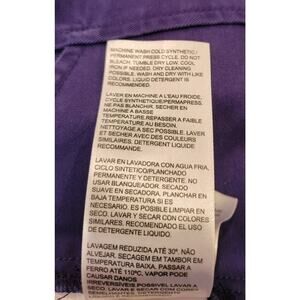 MACHINE WASH COLD SYNTHETIC/
PERMANENT PRESS CYCLE. DO NOT
BLEACH. TUMBLE DRY LOW. COOL
IRON IF NEEDED. DRY CLEANING
POSSIBLE. WASH AND DRY WITH LIKE
COLORS. LIQUID DETERGENT IS
RECOMMENDED.
LAVER EN MACHINE A L'EAU FROIDE.
CYCLE SYNTHETIQUE/PERMAPRESS.
NE PAS BLANCHIR. SECHER EN
MACHINE A BASSE
TEMPERATURE.REPASSER A FAIBLE
TEMPERATURE AU BESOIN.
NETTOYAGE A SEC POSSIBLE. LAVER
ET SECHER AVEC DES COULEURS
SIMILAIRES. DETERGENT LIQUIDE
RECOMMANDE.
LAVAR EN LAVADORA CON AGUA FRIA,
CICLO SINTETICO/PLANCHADO
PERMANENTE Y DETERGENTE. NO
USAR BLANQUEADOR. SECADO
SUAVE EN SECADORA. PLANCHAR EN
BAJA TEMPERATURA SI ES
NECESARIO. ES POSIBLE LIMPIAR EN
SECO. LAVAR Y SECAR CON COLORES
SIMILARES. RECOMENDADO EL USO
DE DETERGENTE LIQUIDO.
LAVAGEM REDUZIDA ATÉ 30º. NÃO
ALVEJAR. SECAGEM EM TAMBOR EM
TEMPERATURA BAIXA. PASSAR A
FERRO ATÉ 110ºC. VAPOR PODE
CAUSAR DANOS
SECO. LAVAR E SECAR COM CORES